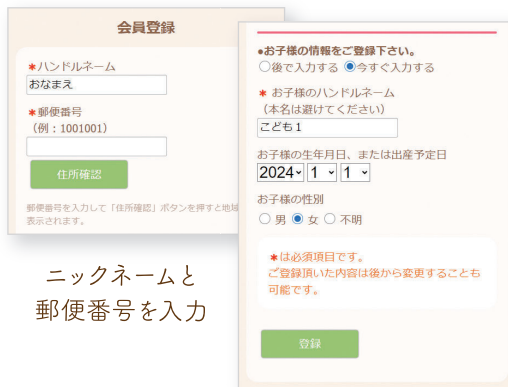 会員登録
*ハンドルネーム
おなまえ
*郵便番号
(例：1001001)
住所確認
郵便番号を入力して「住所確認」ボタンを押すと地域
表示されます。
ニックネームと
郵便番号を入力
●お子様の情報をご登録下さい。
後で入力する 今すぐ入力する
* お子様のハンドルネーム
（本名は避けてください）
こども１
お子様の生年月日、または出産予定日
2024 1 1
お子様の性別
男 女 不明
*は必須項目です。
ご登録頂いた内容は後から変更することも
可能です。
登録